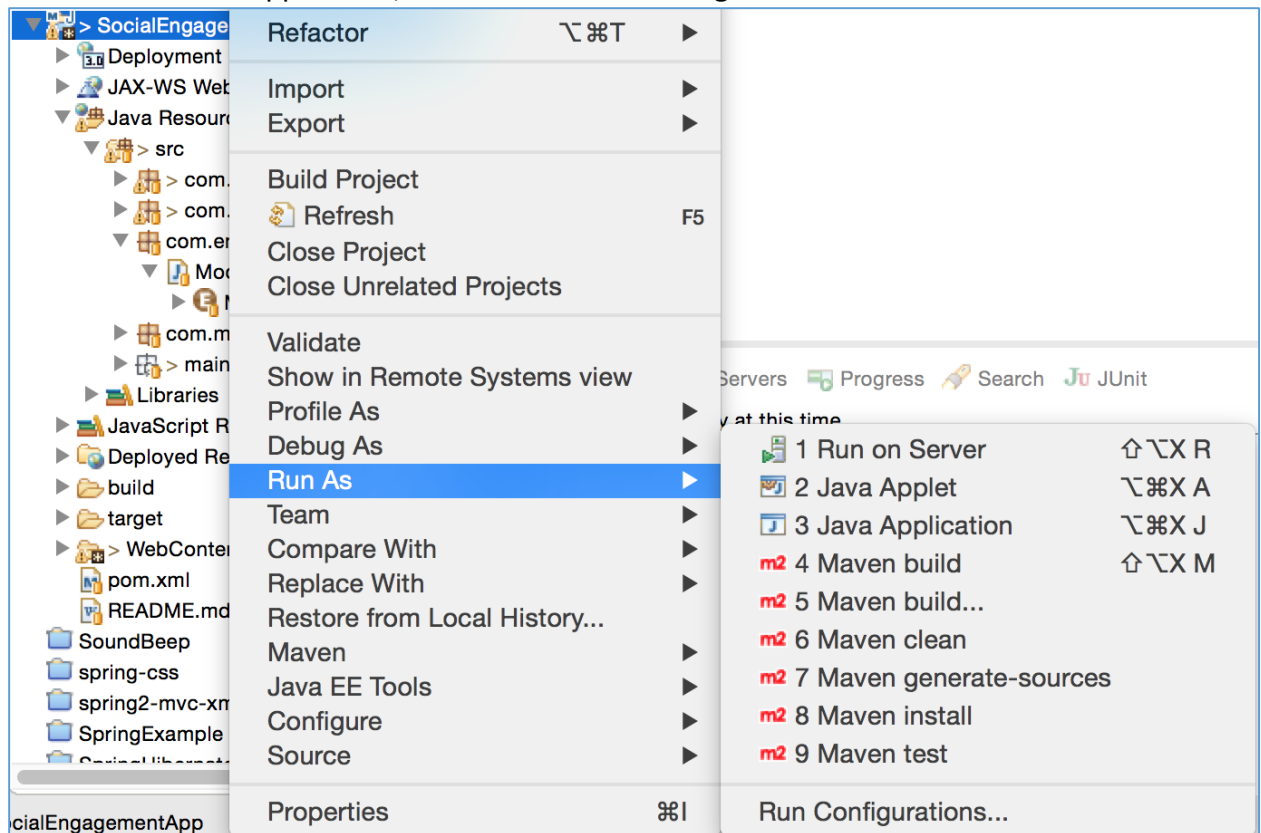 > SocialEngage
Deployment
JAX-WS Web
Java Resour
> src
> com.
> com.
com.er
Mod
com.m
> main
Libraries
JavaScript R
Deployed Re
build
target
> WebConter
pom.xml
README.md
SoundBeep
spring-css
spring2-mvc-xm
SpringExample
cialEngagementApp
Refactor ⌥⌘T
Import
Export
Build Project
Refresh F5
Close Project
Close Unrelated Projects
Validate
Show in Remote Systems view
Profile As
Debug As
Run As
Team
Compare With
Replace With
Restore from Local History...
Maven
Java EE Tools
Configure
Source
Properties ⌘I
Servers Progress Search JUnit
y at this time.
1 Run on Server ⇧⌥X R
2 Java Applet ⌥⌘X A
3 Java Application ⌥⌘X J
m2 4 Maven build ⇧⌥X M
m2 5 Maven build...
m2 6 Maven clean
m2 7 Maven generate-sources
m2 8 Maven install
m2 9 Maven test
Run Configurations...